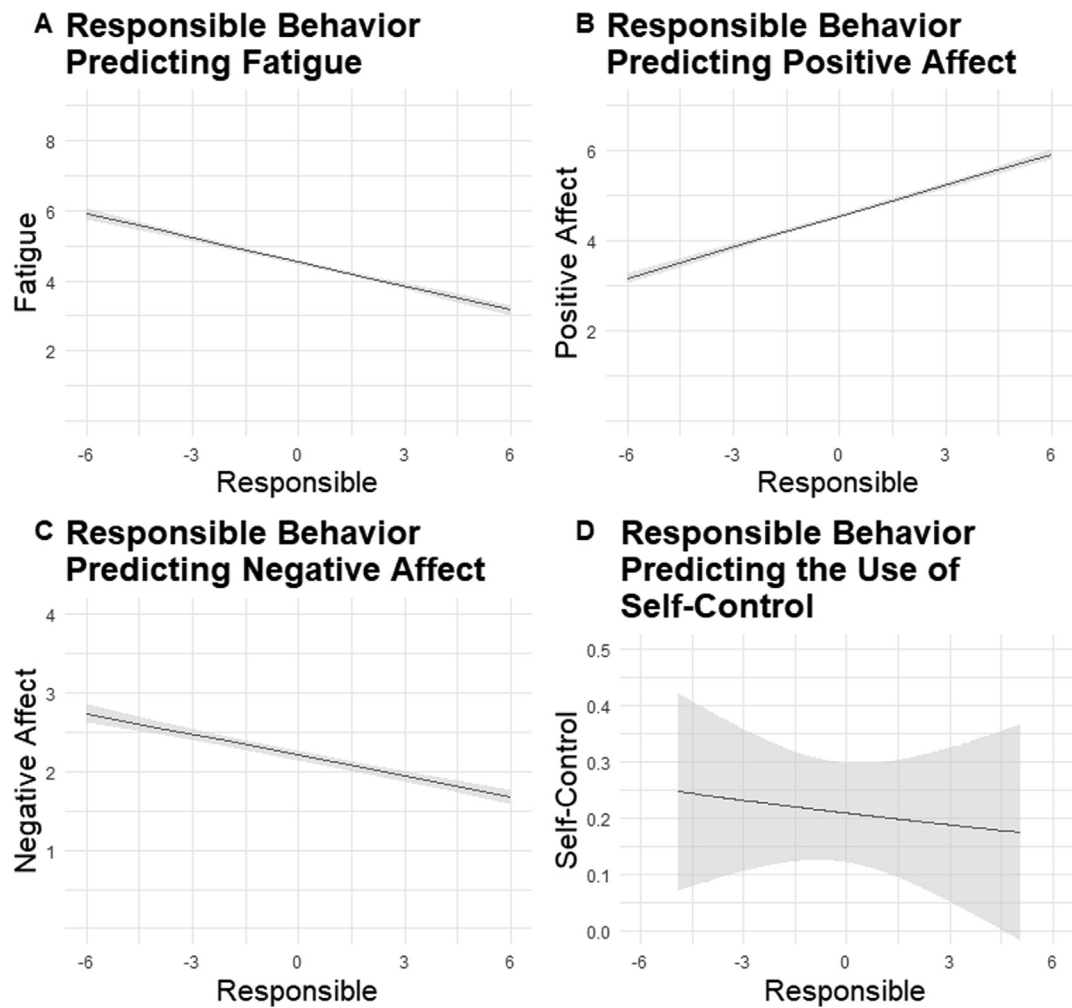 A Responsible Behavior
Predicting Fatigue
8
6
4
2
Fatigue
-6 -3 0 3 6
Responsible
B Responsible Behavior
Predicting Positive Affect
6
4
2
Positive Affect
-6 -3 0 3 6
Responsible
C Responsible Behavior
Predicting Negative Affect
4
3
2
1
Negative Affect
-6 -3 0 3 6
Responsible
D Responsible Behavior
Predicting the Use of
Self-Control
0.5
0.4
0.3
0.2
0.1
0.0
Self-Control
-6 -3 0 3 6
Responsible